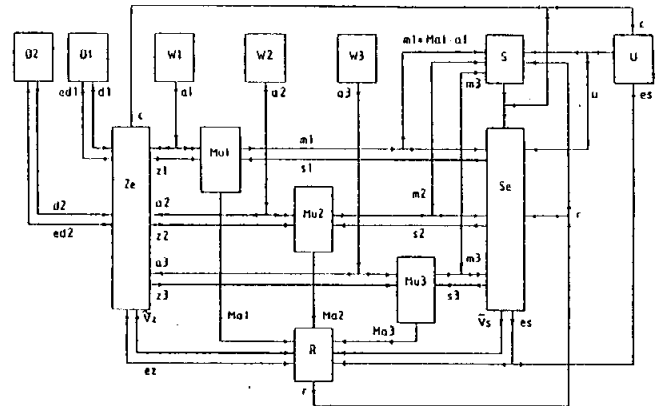 m1=Ma1·a1
c
c
D2
D1
W1
W2
W3
S
U
ed1
d1
a1
a2
a3
m3
u
es
Mu1
m1
Ze
z1
s1
m2
Se
d2
a2
Mu2
r
ed2
z2
s2
a3
m3
z3
Mu3
s3
Ṽz
Ma1
Ma2
Ma3
Ṽs
es
ez
R
r